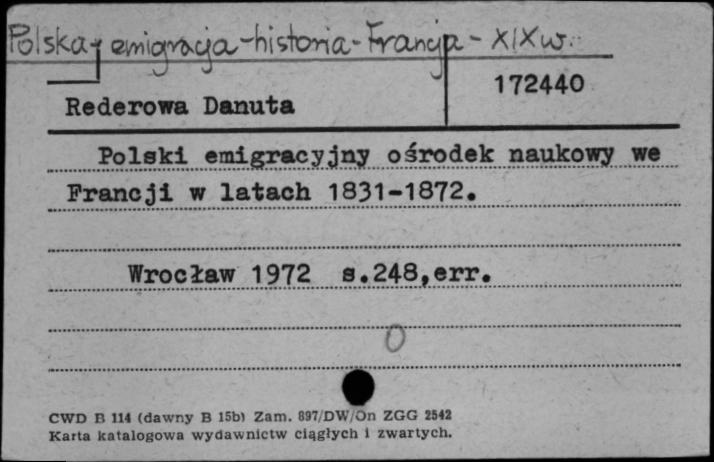 Polska - emigracja - historia - Francja - XIX w.
172440
Rederowa Danuta
Polski emigracyjny ośrodek naukowy we
Francji w latach 1831-1872.
Wrocław 1972 s.248,err.
O
CWD B 114 (dawny B 15b) Zam. 897/DW/On ZGG 2542
Karta katalogowa wydawnictw ciągłych i zwartych.